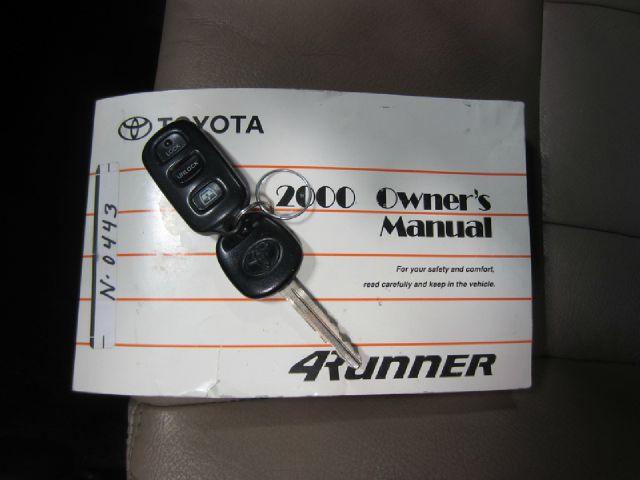 TOYOTA
LOCK
UNLOCK
N.0443
2000 Owner's
Manual
For your safety and comfort,
read carefully and keep in the vehicle.
4RUNNER